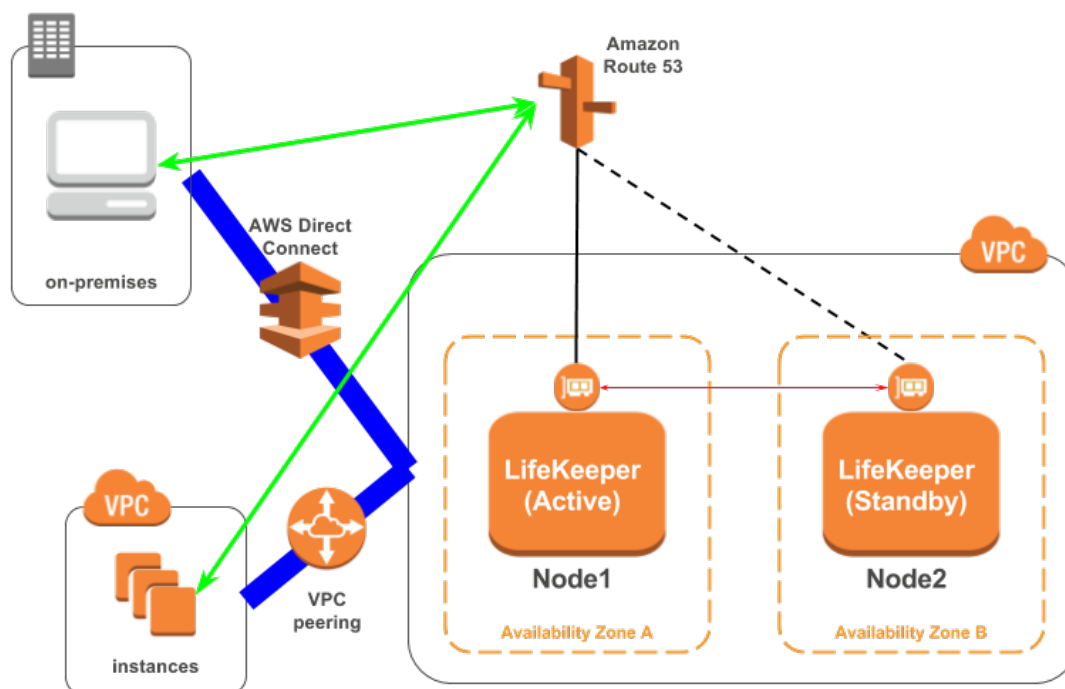 Amazon
Route 53
on-premises
AWS Direct
Connect
VPC
LifeKeeper
(Active)
Node1
Availability Zone A
LifeKeeper
(Standby)
Node2
Availability Zone B
VPC
instances
VPC
peering